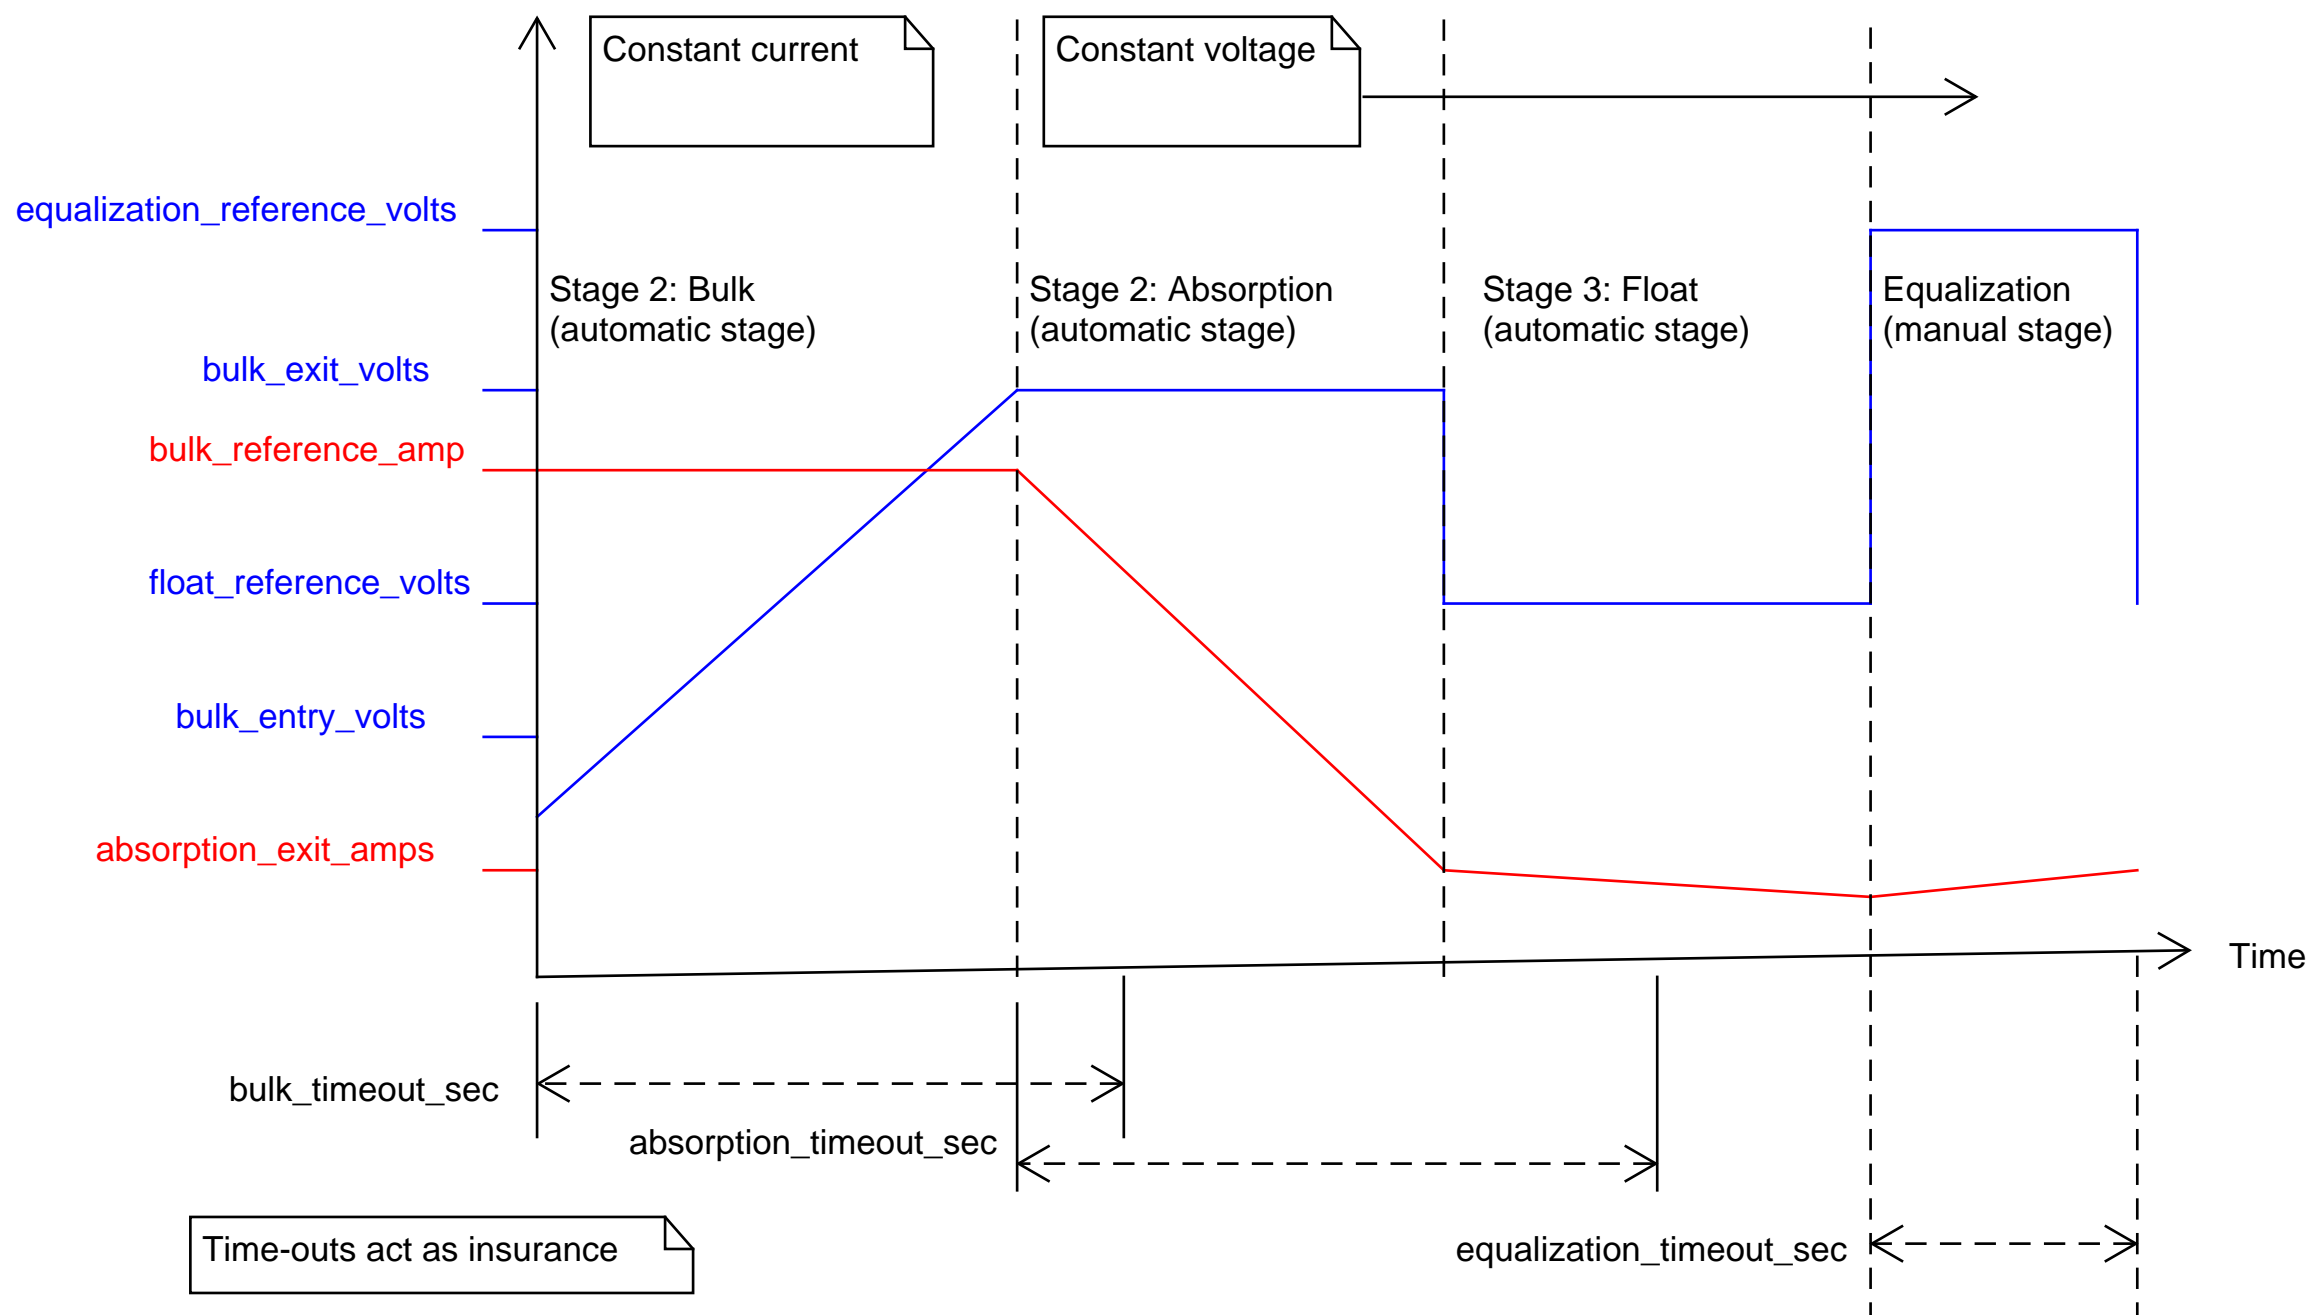 Constant current
Constant voltage
equalization_reference_volts
Stage 2: Bulk
(automatic stage)
Stage 2: Absorption
(automatic stage)
Stage 3: Float
(automatic stage)
Equalization
(manual stage)
bulk_exit_volts
bulk_reference_amp
float_reference_volts
bulk_entry_volts
absorption_exit_amps
Time
bulk_timeout_sec
absorption_timeout_sec
Time-outs act as insurance
equalization_timeout_sec